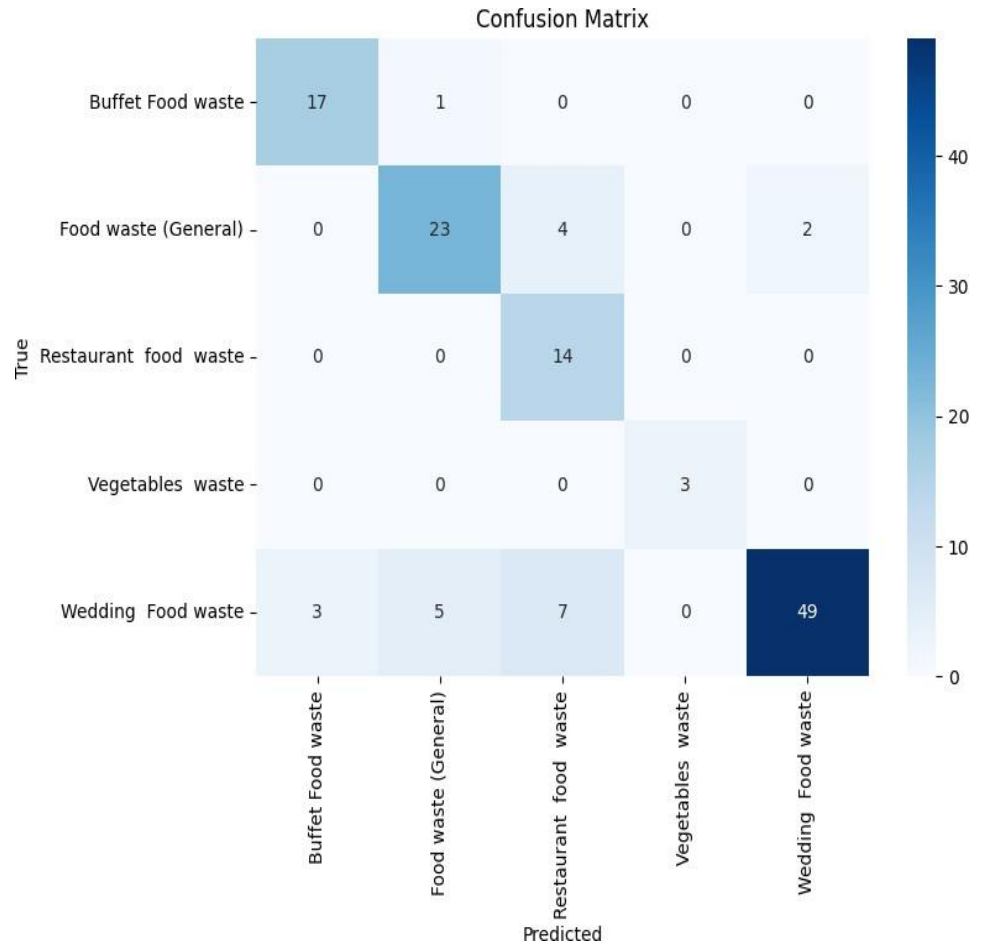 Confusion Matrix
Buffet Food waste 17 1 0 0 0
40
Food waste (General) 0 23 4 0 2
30
True
Restaurant  food  waste 0 0 14 0 0
20
Vegetables  waste 0 0 0 3 0
10
Wedding  Food waste 3 5 7 0 49
0
Buffet Food waste
Food waste (General)
Restaurant  food  waste
Vegetables  waste
Wedding  Food waste
Predicted